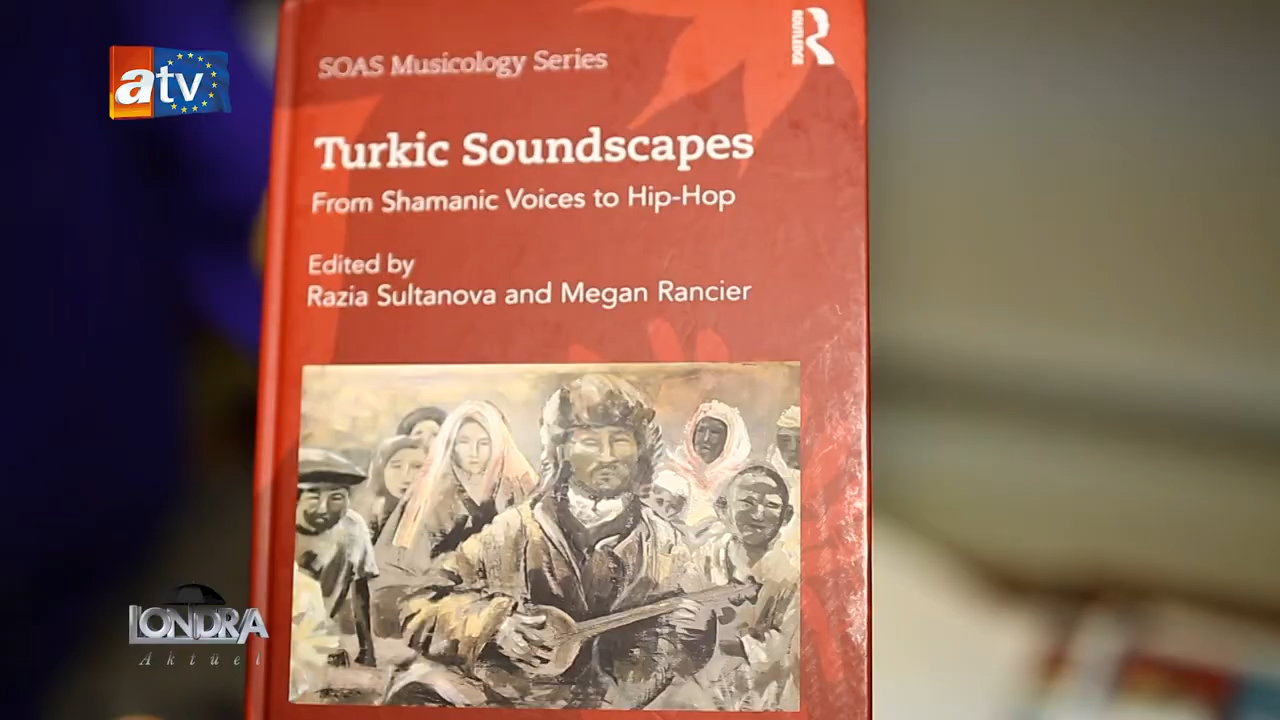 atv
SOAS Musicology Series
ROUTLEDGE
Turkic Soundscapes
From Shamanic Voices to Hip-Hop
Edited by
Razia Sultanova and Megan Rancier
LONDRA
Aktüel